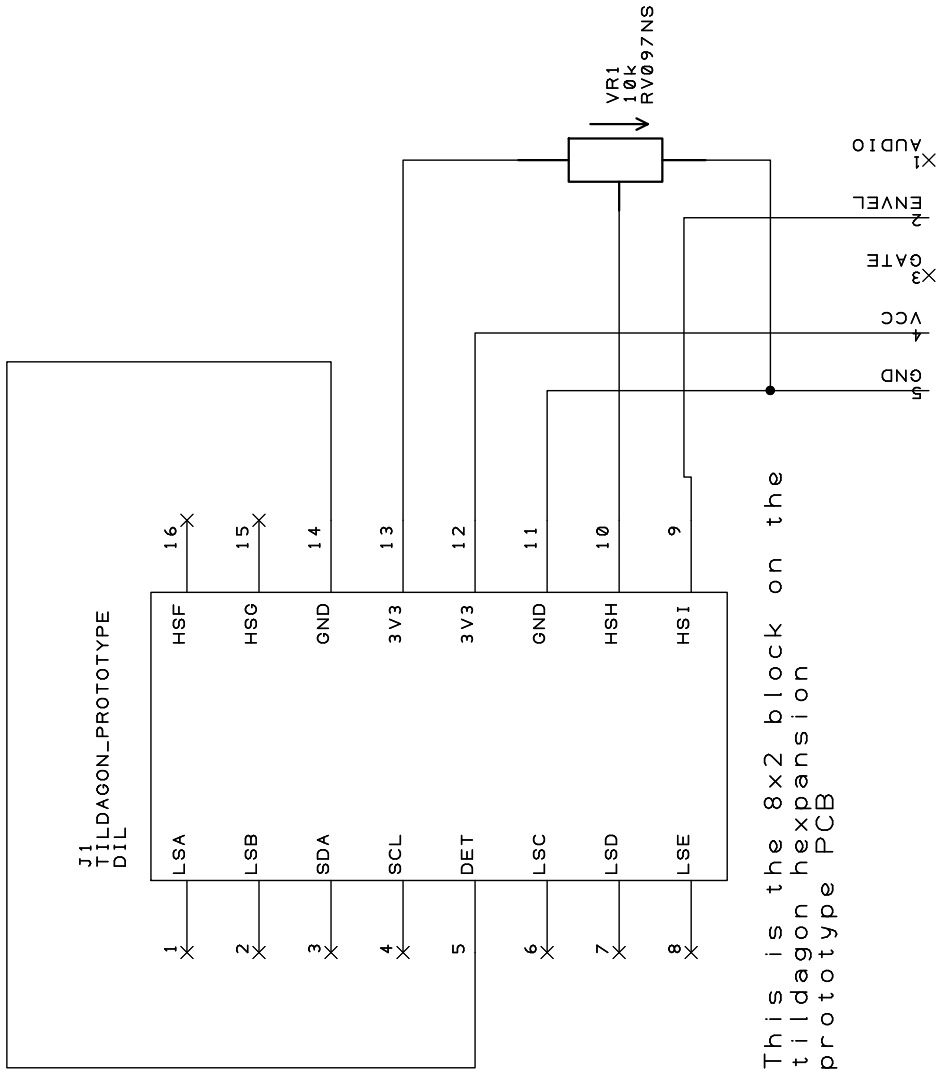 J1
TILDAGON_PROTOTYPE
DIL
1 LSA
2 LSB
3 SDA
4 SCL
5 DET
6 LSC
7 LSD
8 LSE
HSF 16
HSG 15
GND 14
3V3 13
3V3 12
GND 11
HSH 10
HSI 9
VR1
10k
RV097NS
AUDIO 1
ENVEL 2
GATE 3
VCC 4
GND 5
This is the 8x2 block on the
tildagon hexpansion
prototype PCB